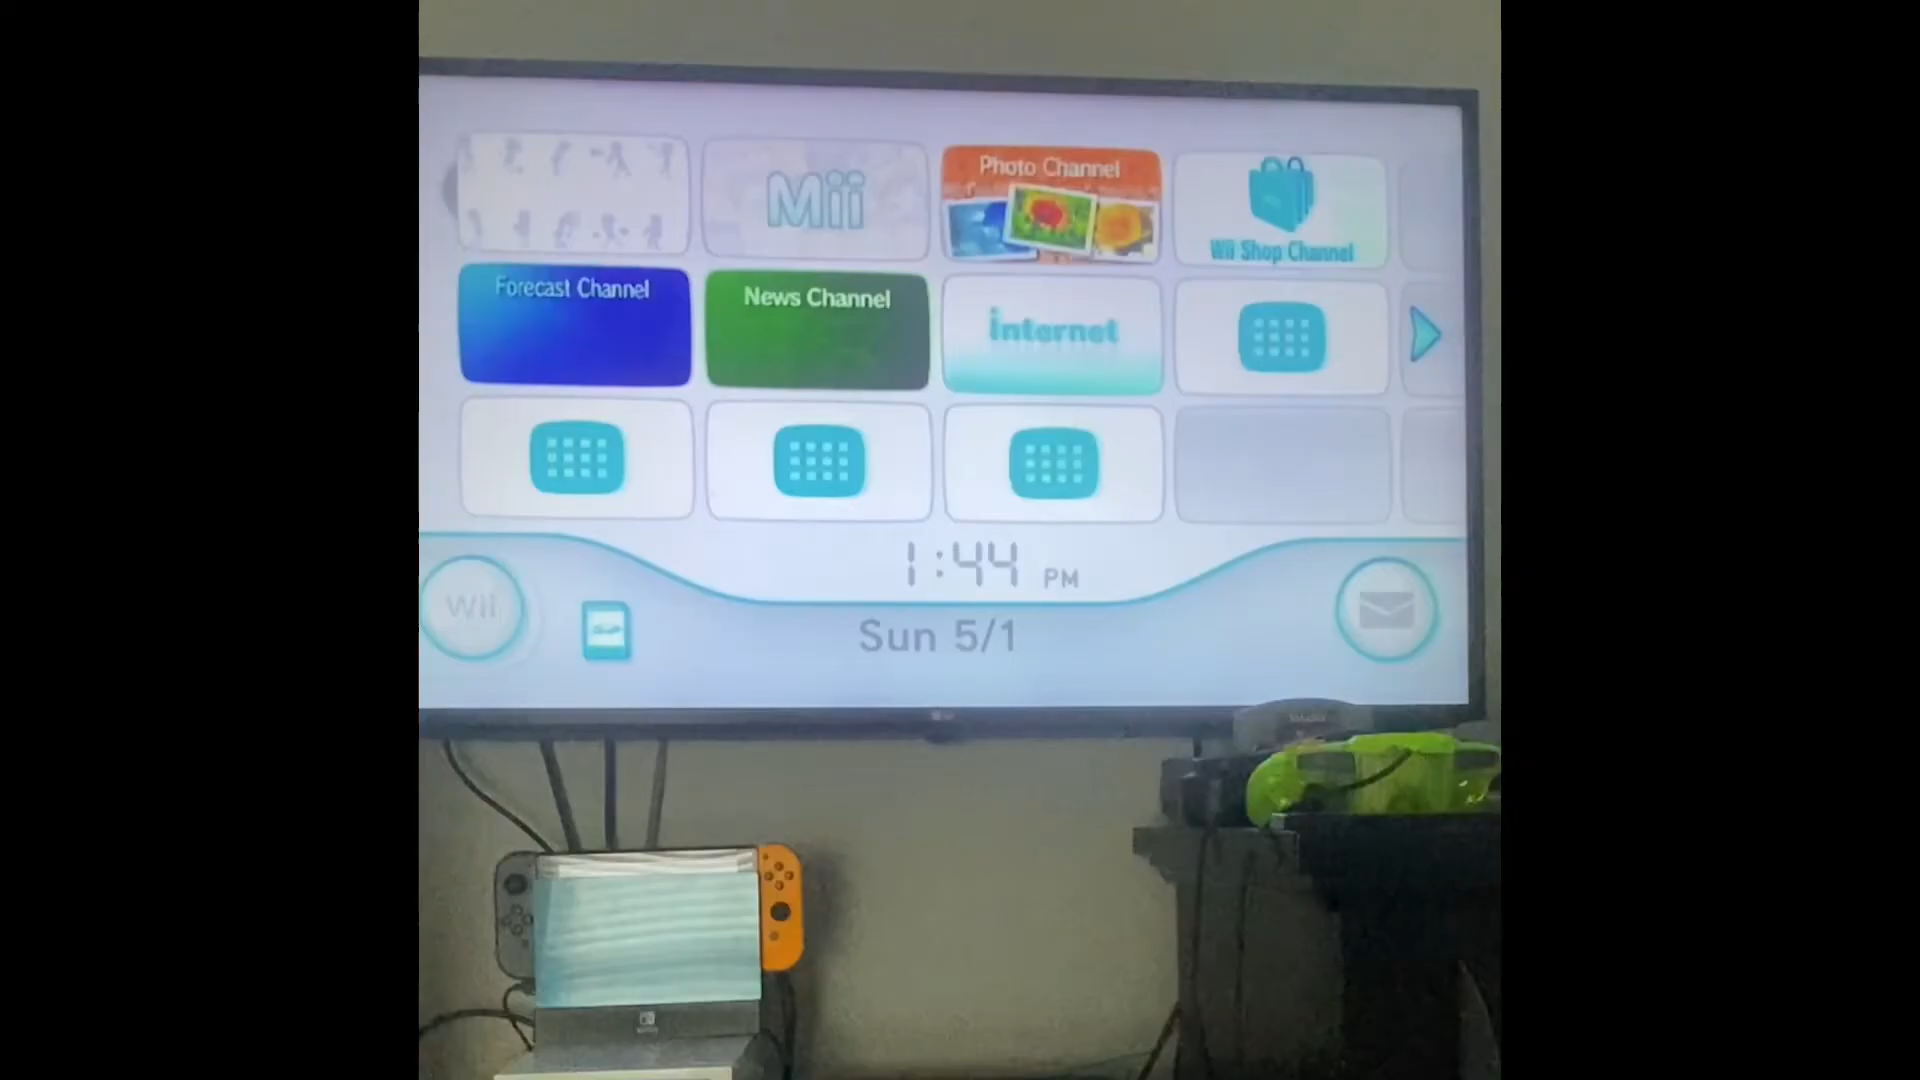 Mii
Photo Channel
Wii Shop Channel
Forecast Channel
News Channel
internet
1:44 PM
Wii
Sun 5/1